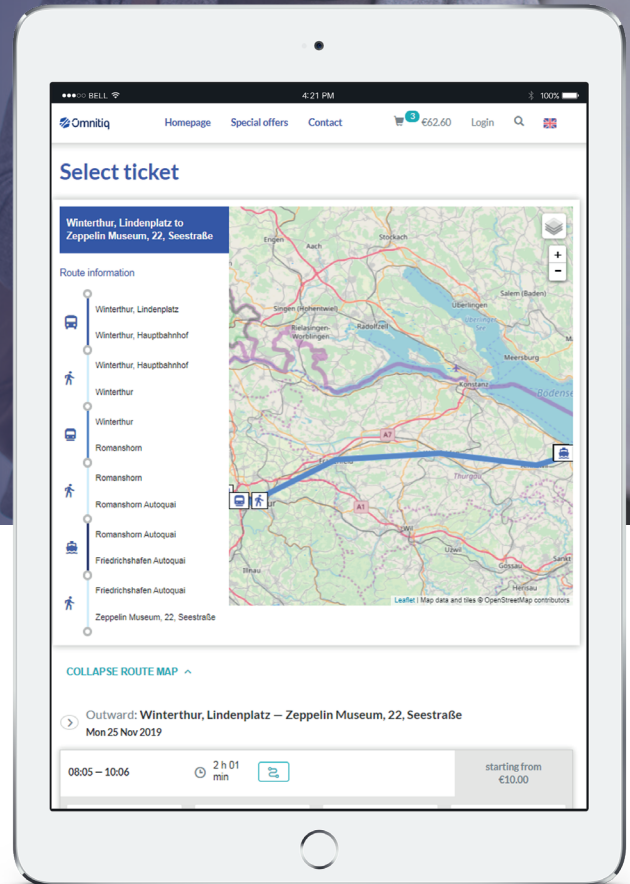 BELL
4:21 PM
100%
Omnitiq
Homepage
Special offers
Contact
3
€62.60
Login
Select ticket
Winterthur, Lindenplatz to
Zeppelin Museum, 22, Seestraße
Route information
Winterthur, Lindenplatz
Winterthur, Hauptbahnhof
Winterthur, Hauptbahnhof
Winterthur
Winterthur
Romanshorn
Romanshorn
Romanshorn Autoquai
Romanshorn Autoquai
Friedrichshafen Autoquai
Friedrichshafen Autoquai
Zeppelin Museum, 22, Seestraße
Engen
Aach
Stockach
+
-
Salem (Baden)
Singen (Hohentwiel)
Überlingen
Rielasingen-
Worblingen
Radolfzell
Meersburg
Konstanz
Bodense
A7
Thurgau
A1
Wil
Uzwil
Gossau
Sankt
Illnau
Herisau
Leaflet | Map data and tiles © OpenStreetMap contributors
COLLAPSE ROUTE MAP
Outward: Winterthur, Lindenplatz — Zeppelin Museum, 22, Seestraße
Mon 25 Nov 2019
08:05 — 10:06
2 h 01
min
starting from
€10.00